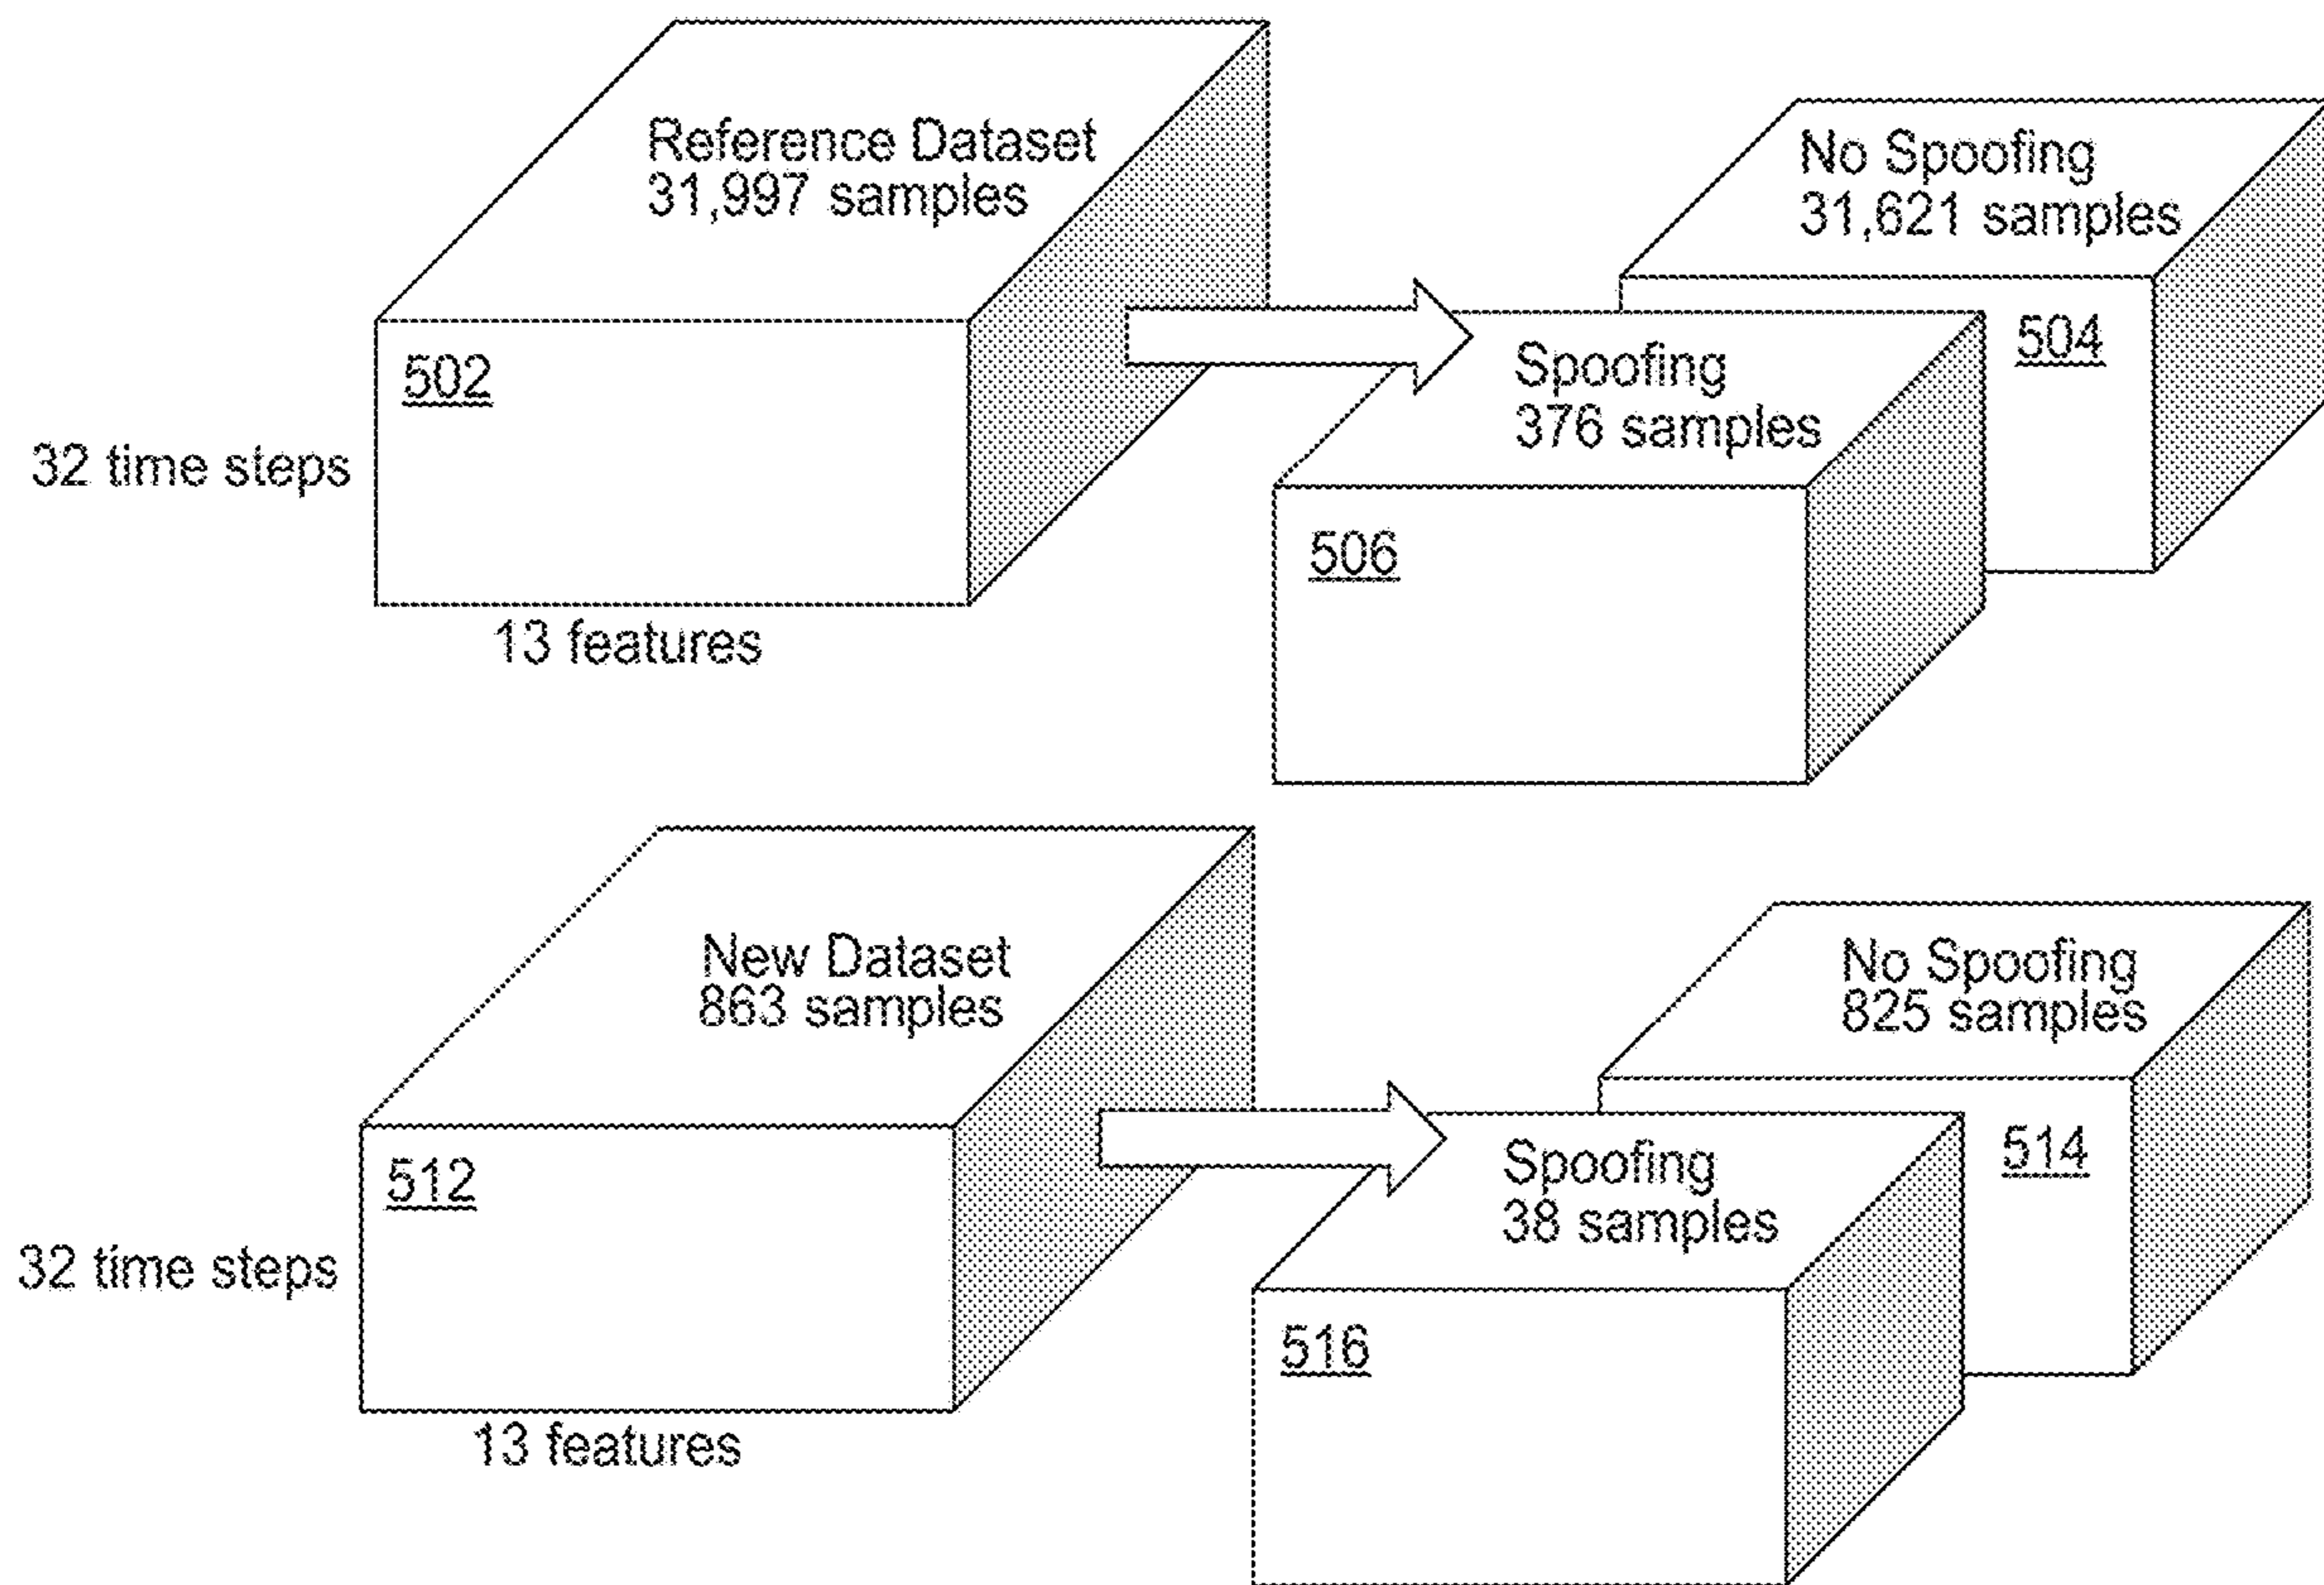 Reference Dataset
31,997 samples
502
32 time steps
13 features
No Spoofing
31,621 samples
504
Spoofing
376 samples
506
New Dataset
863 samples
512
32 time steps
13 features
No Spoofing
825 samples
514
Spoofing
38 samples
516